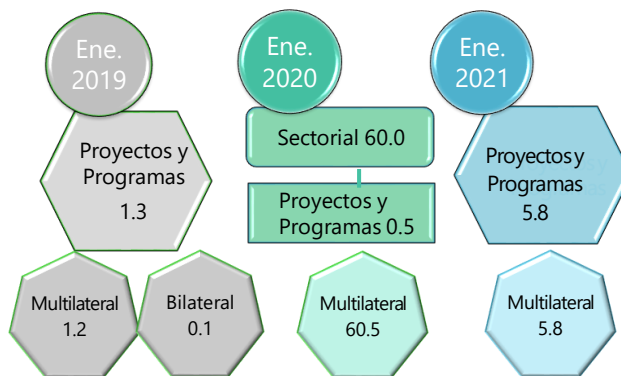 Ene.
2019
Ene.
2020
Ene.
2021
Proyectos y
Programas
1.3
Sectorial 60.0
Proyectos y
Programas 0.5
Proyectos y
Programas
5.8
Multilateral
1.2
Bilateral
0.1
Multilateral
60.5
Multilateral
5.8